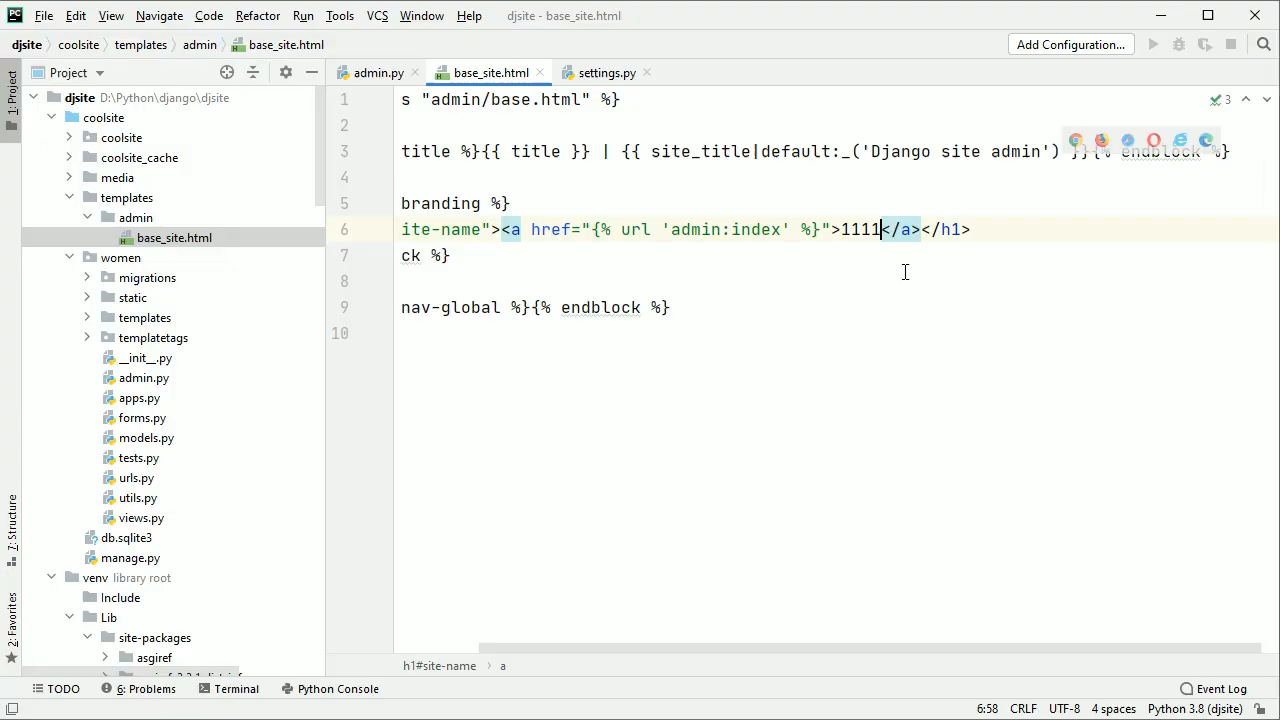 PC File Edit View Navigate Code Refactor Run Tools VCS Window Help djsite - base_site.html
djsite coolsite templates admin base_site.html Add Configuration...
Project admin.py base_site.html settings.py
1: Project
djsite D:\Python\django\djsite
coolsite
coolsite
coolsite_cache
media
templates
admin
base_site.html
women
migrations
static
templates
templatetags
__init__.py
admin.py
apps.py
forms.py
models.py
tests.py
urls.py
utils.py
views.py
db.sqlite3
manage.py
venv library root
Include
Lib
site-packages
asgiref
7: Structure
2: Favorites
1 s "admin/base.html" %} 3
2
3 title %}{{ title }} | {{ site_title|default:_('Django site admin') }}{% endblock %}
4
5 branding %}
6 ite-name"><a href="{% url 'admin:index' %}">1111</a></h1>
7 ck %}
8
9 nav-global %}{% endblock %}
10
h1#site-name a
TODO 6: Problems Terminal Python Console Event Log
6:58 CRLF UTF-8 4 spaces Python 3.8 (djsite)